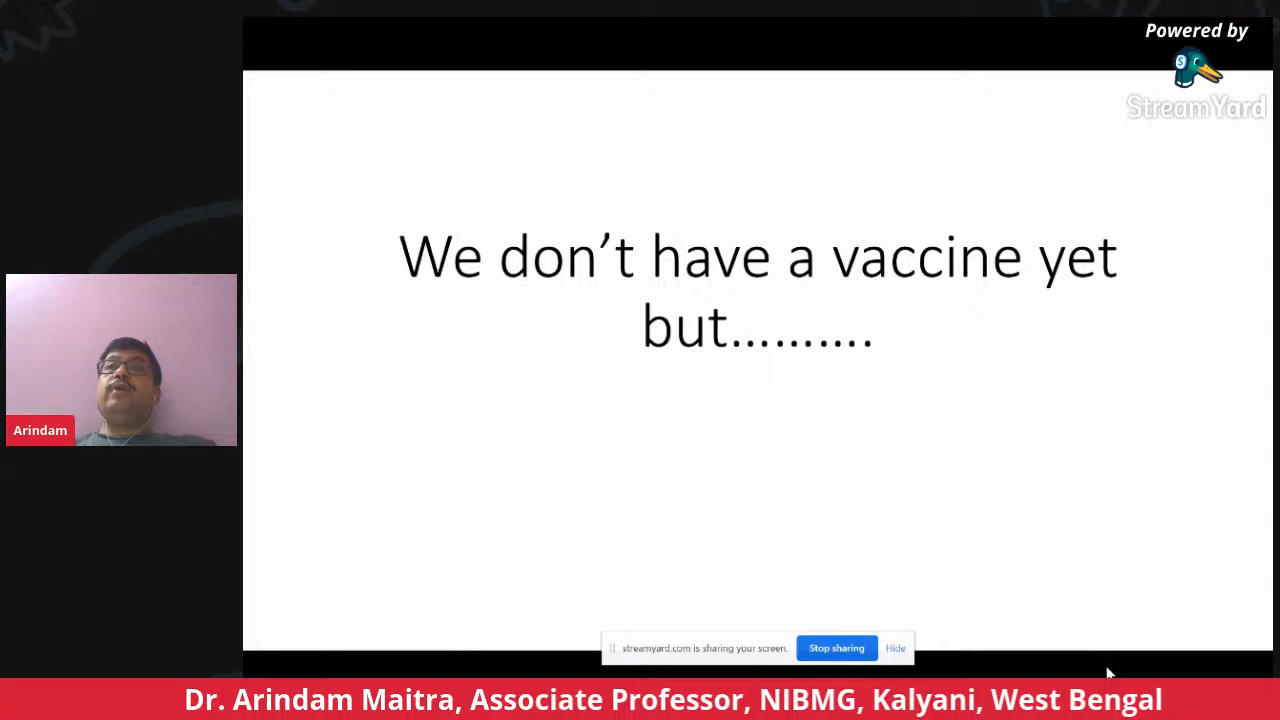 Powered by
StreamYard
We don’t have a vaccine yet
but……….
Arindam
streamyard.com is sharing your screen.
Stop sharing
Hide
Dr. Arindam Maitra, Associate Professor, NIBMG, Kalyani, West Bengal